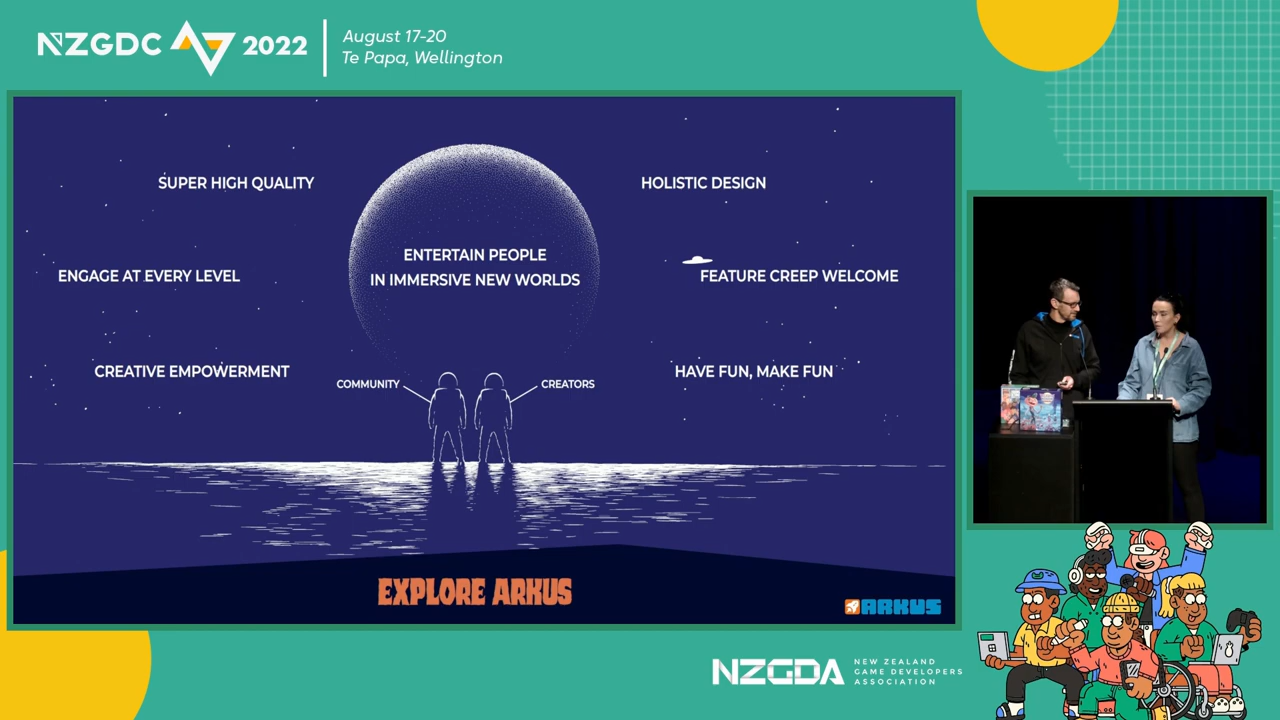 NZGDC
2022
August 17-20
Te Papa, Wellington
SUPER HIGH QUALITY
HOLISTIC DESIGN
ENTERTAIN PEOPLE
IN IMMERSIVE NEW WORLDS
ENGAGE AT EVERY LEVEL
FEATURE CREEP WELCOME
CREATIVE EMPOWERMENT
HAVE FUN, MAKE FUN
COMMUNITY
CREATORS
EXPLORE ARKUS
ARKUS
NZGDA
NEW ZEALAND
GAME DEVELOPERS
ASSOCIATION